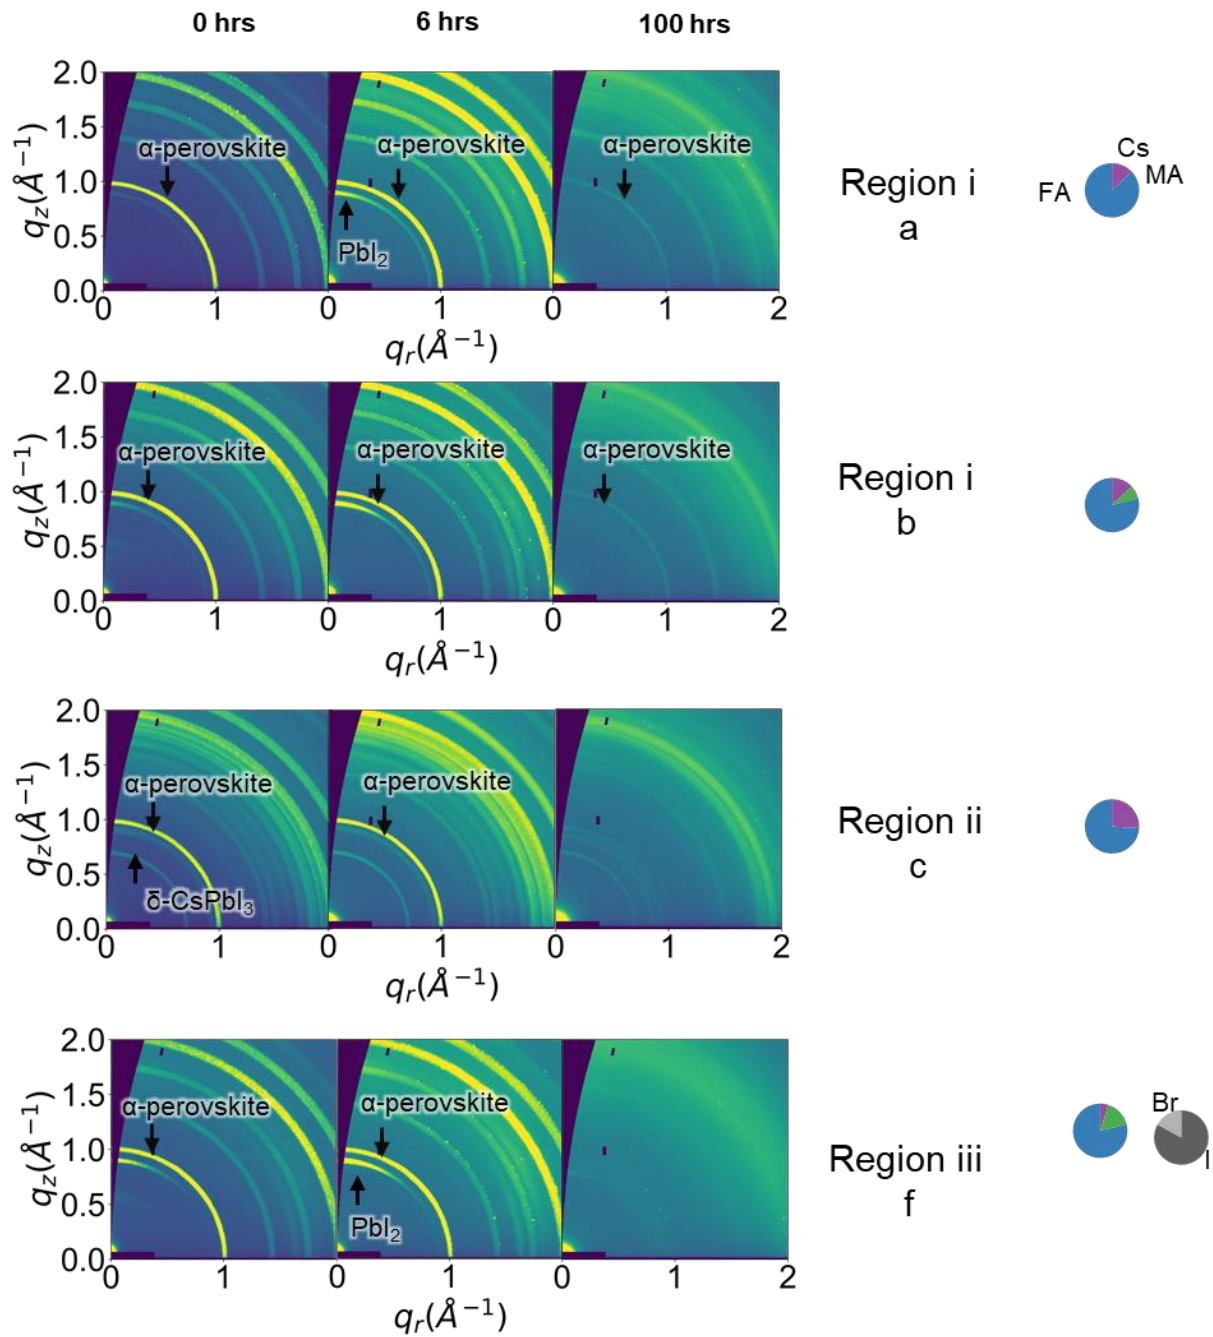 0 hrs 6 hrs 100 hrs
2.0
1.5
1.0
0.5
0.0
qz(Å⁻¹)
α-perovskite
α-perovskite
α-perovskite
PbI₂
0 1 0 1 0 1 2
qr(Å⁻¹)
Region i
a
Cs
MA
FA
2.0
1.5
1.0
0.5
0.0
qz(Å⁻¹)
α-perovskite
α-perovskite
α-perovskite
0 1 0 1 0 1 2
qr(Å⁻¹)
Region i
b
2.0
1.5
1.0
0.5
0.0
qz(Å⁻¹)
α-perovskite
α-perovskite
δ-CsPbI₃
0 1 0 1 0 1 2
qr(Å⁻¹)
Region ii
c
2.0
1.5
1.0
0.5
0.0
qz(Å⁻¹)
α-perovskite
α-perovskite
PbI₂
0 1 0 1 0 1 2
qr(Å⁻¹)
Region iii
f
Br
I